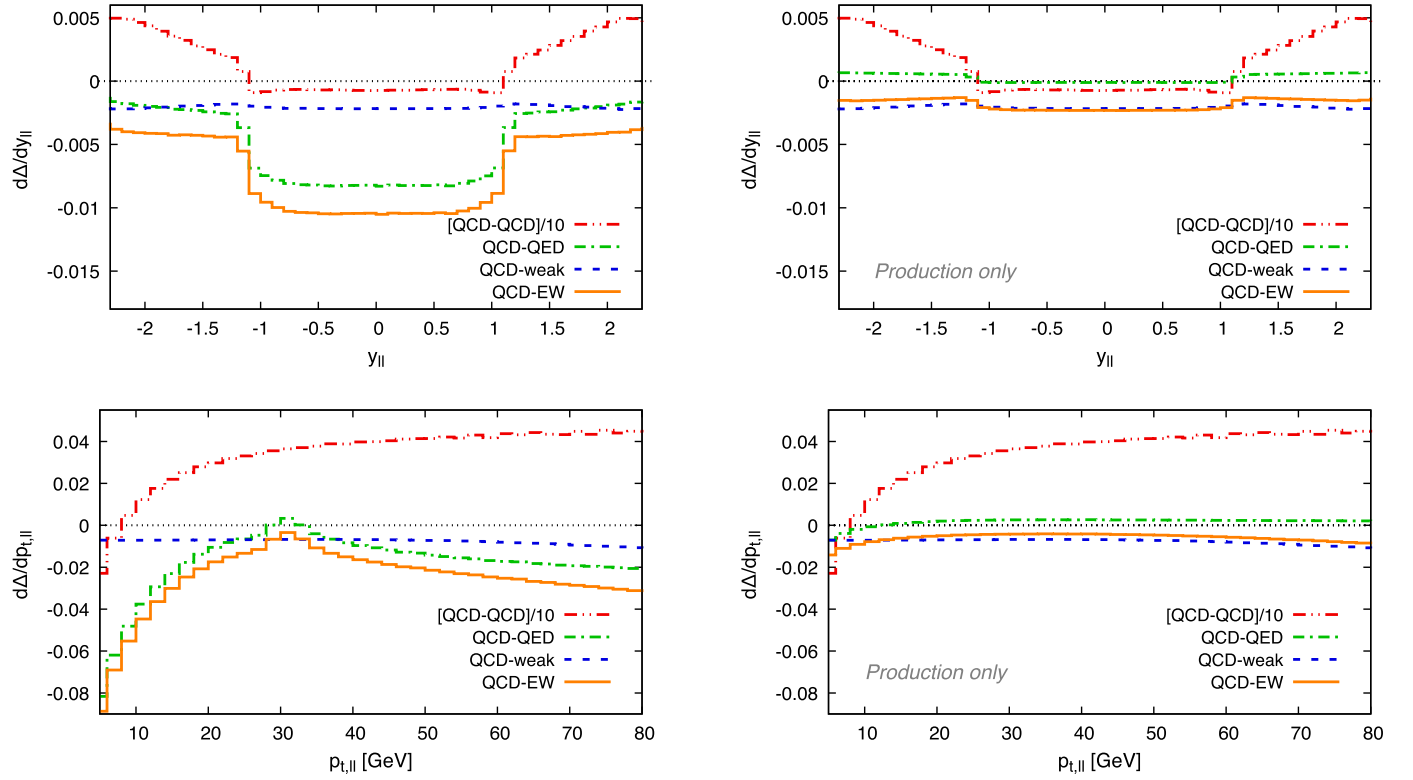 0.005
0
-0.005
-0.01
-0.015
dΔ/dy_ll
[QCD-QCD]/10
QCD-QED
QCD-weak
QCD-EW
-2 -1.5 -1 -0.5 0 0.5 1 1.5 2
y_ll
0.005
0
-0.005
-0.01
-0.015
dΔ/dy_ll
[QCD-QCD]/10
QCD-QED
QCD-weak
QCD-EW
Production only
-2 -1.5 -1 -0.5 0 0.5 1 1.5 2
y_ll
0.04
0.02
0
-0.02
-0.04
-0.06
-0.08
dΔ/dp_t,ll
[QCD-QCD]/10
QCD-QED
QCD-weak
QCD-EW
10 20 30 40 50 60 70 80
p_t,ll [GeV]
0.04
0.02
0
-0.02
-0.04
-0.06
-0.08
dΔ/dp_t,ll
[QCD-QCD]/10
QCD-QED
QCD-weak
QCD-EW
Production only
10 20 30 40 50 60 70 80
p_t,ll [GeV]